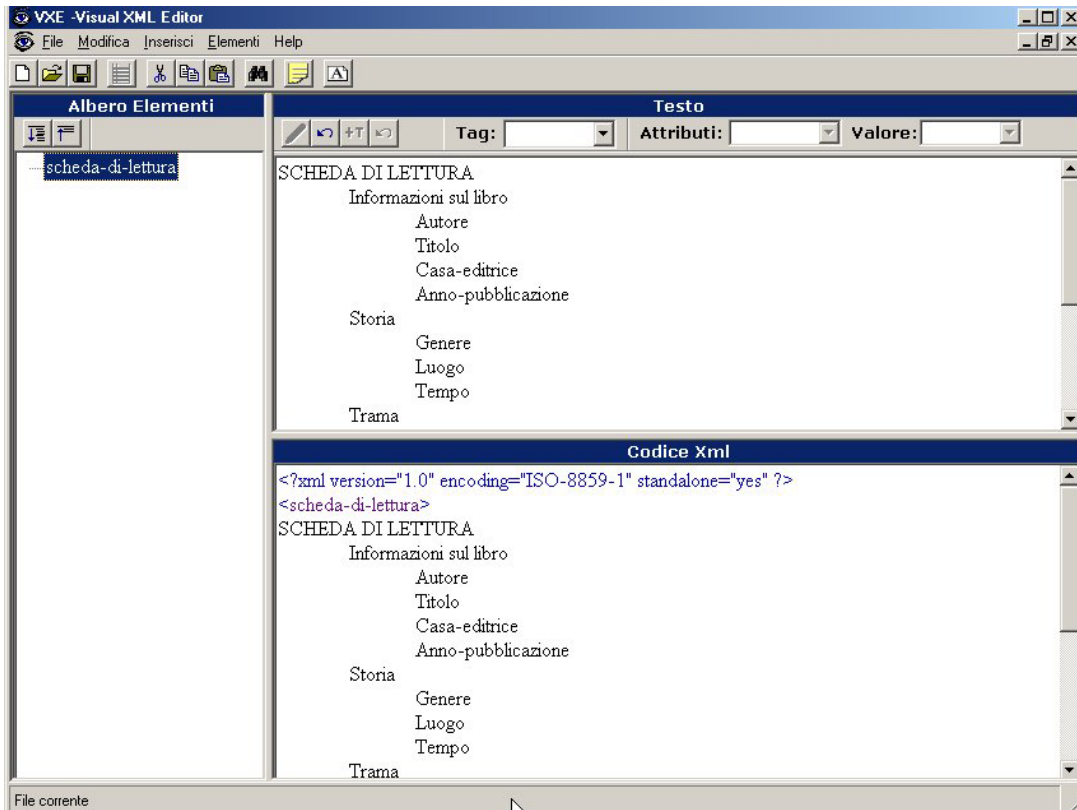 VXE -Visual XML Editor
File Modifica Inserisci Elementi Help
Albero Elementi
scheda-di-lettura
Testo
+T Tag: Attributi: Valore:
SCHEDA DI LETTURA
Informazioni sul libro
Autore
Titolo
Casa-editrice
Anno-pubblicazione
Storia
Genere
Luogo
Tempo
Trama
Codice Xml
<?xml version="1.0" encoding="ISO-8859-1" standalone="yes" ?>
<scheda-di-lettura>
SCHEDA DI LETTURA
Informazioni sul libro
Autore
Titolo
Casa-editrice
Anno-pubblicazione
Storia
Genere
Luogo
Tempo
Trama
File corrente